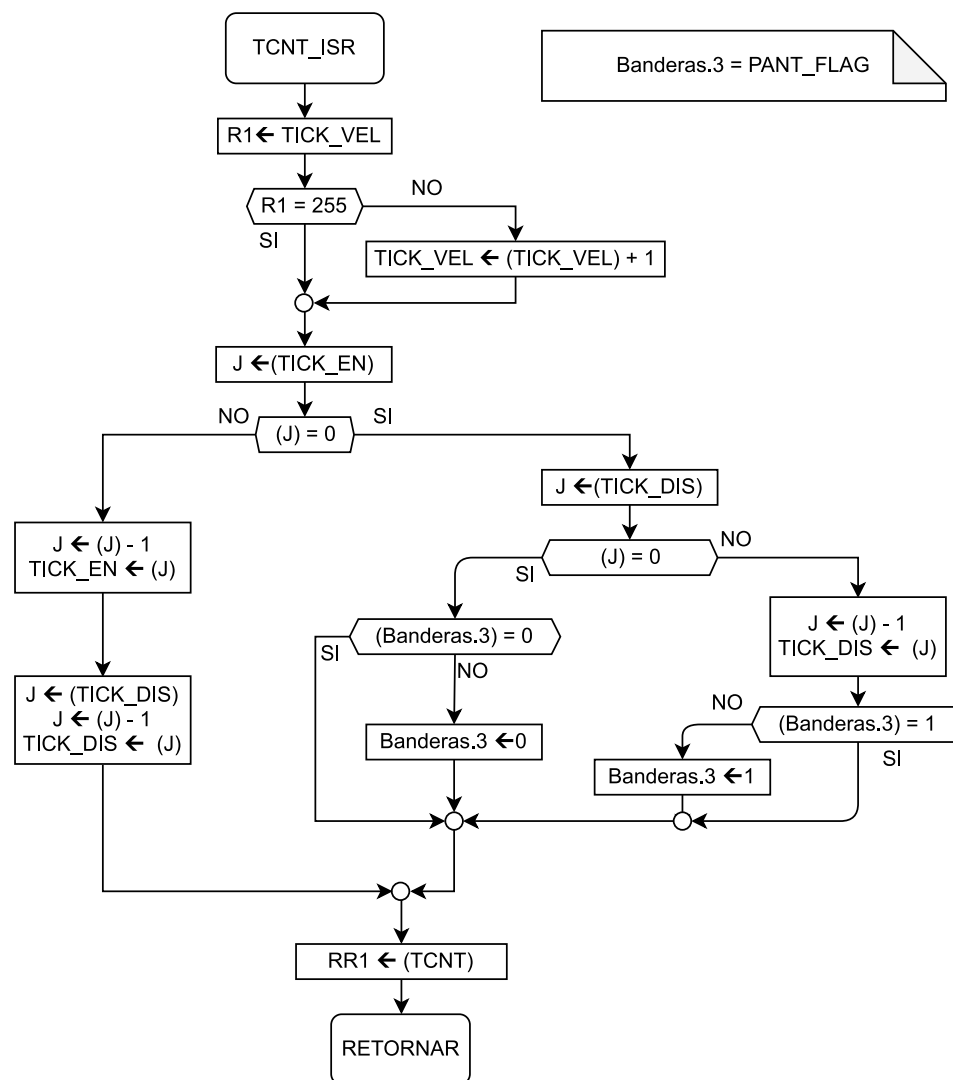 TCNT_ISR
Banderas.3 = PANT_FLAG
R1← TICK_VEL
R1 = 255
NO
SI
TICK_VEL ← (TICK_VEL) + 1
J ←(TICK_EN)
NO
SI
(J) = 0
J ←(TICK_DIS)
J ← (J) - 1
TICK_EN ← (J)
(J) = 0
NO
SI
J ← (J) - 1
TICK_DIS ← (J)
(Banderas.3) = 0
SI
NO
J ← (TICK_DIS)
J ← (J) - 1
TICK_DIS ← (J)
NO
(Banderas.3) = 1
SI
Banderas.3 ←0
Banderas.3 ←1
RR1 ← (TCNT)
RETORNAR